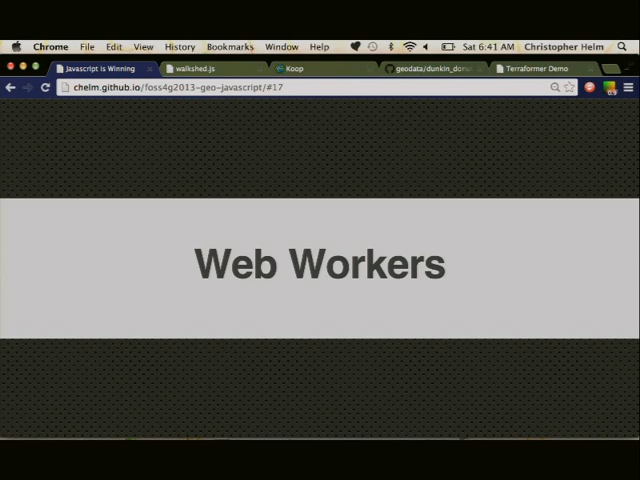 Chrome File Edit View History Bookmarks Window Help Sat 6:41 AM Christopher Helm
Javascript is Winning walkshed.js Koop geodata/dunkin_donu Terraformer Demo
chelm.github.io/foss4g2013-geo-javascript/#17
Web Workers